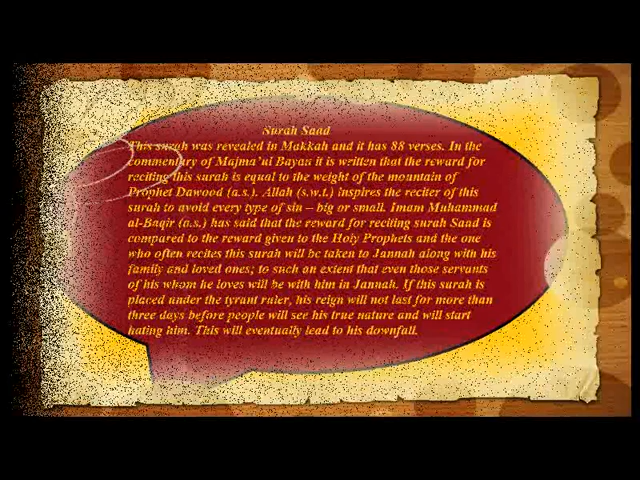 Surah Saad
This surah was revealed in Makkah and it has 88 verses. In the
commentary of Majma'ul Bayan it is written that the reward for
reciting this surah is equal to the weight of the mountain of
Prophet Dawood (a.s.). Allah (s.w.t.) inspires the reciter of this
surah to avoid every type of sin – big or small. Imam Muhammad
al-Baqir (a.s.) has said that the reward for reciting surah Saad is
compared to the reward given to the Holy Prophets and the one
who often recites this surah will be taken to Jannah along with his
family and loved ones; to such an extent that even those servants
of his whom he loves will be with him in Jannah. If this surah is
placed under the tyrant ruler, his reign will not last for more than
three days before people will see his true nature and will start
hating him. This will eventually lead to his downfall.